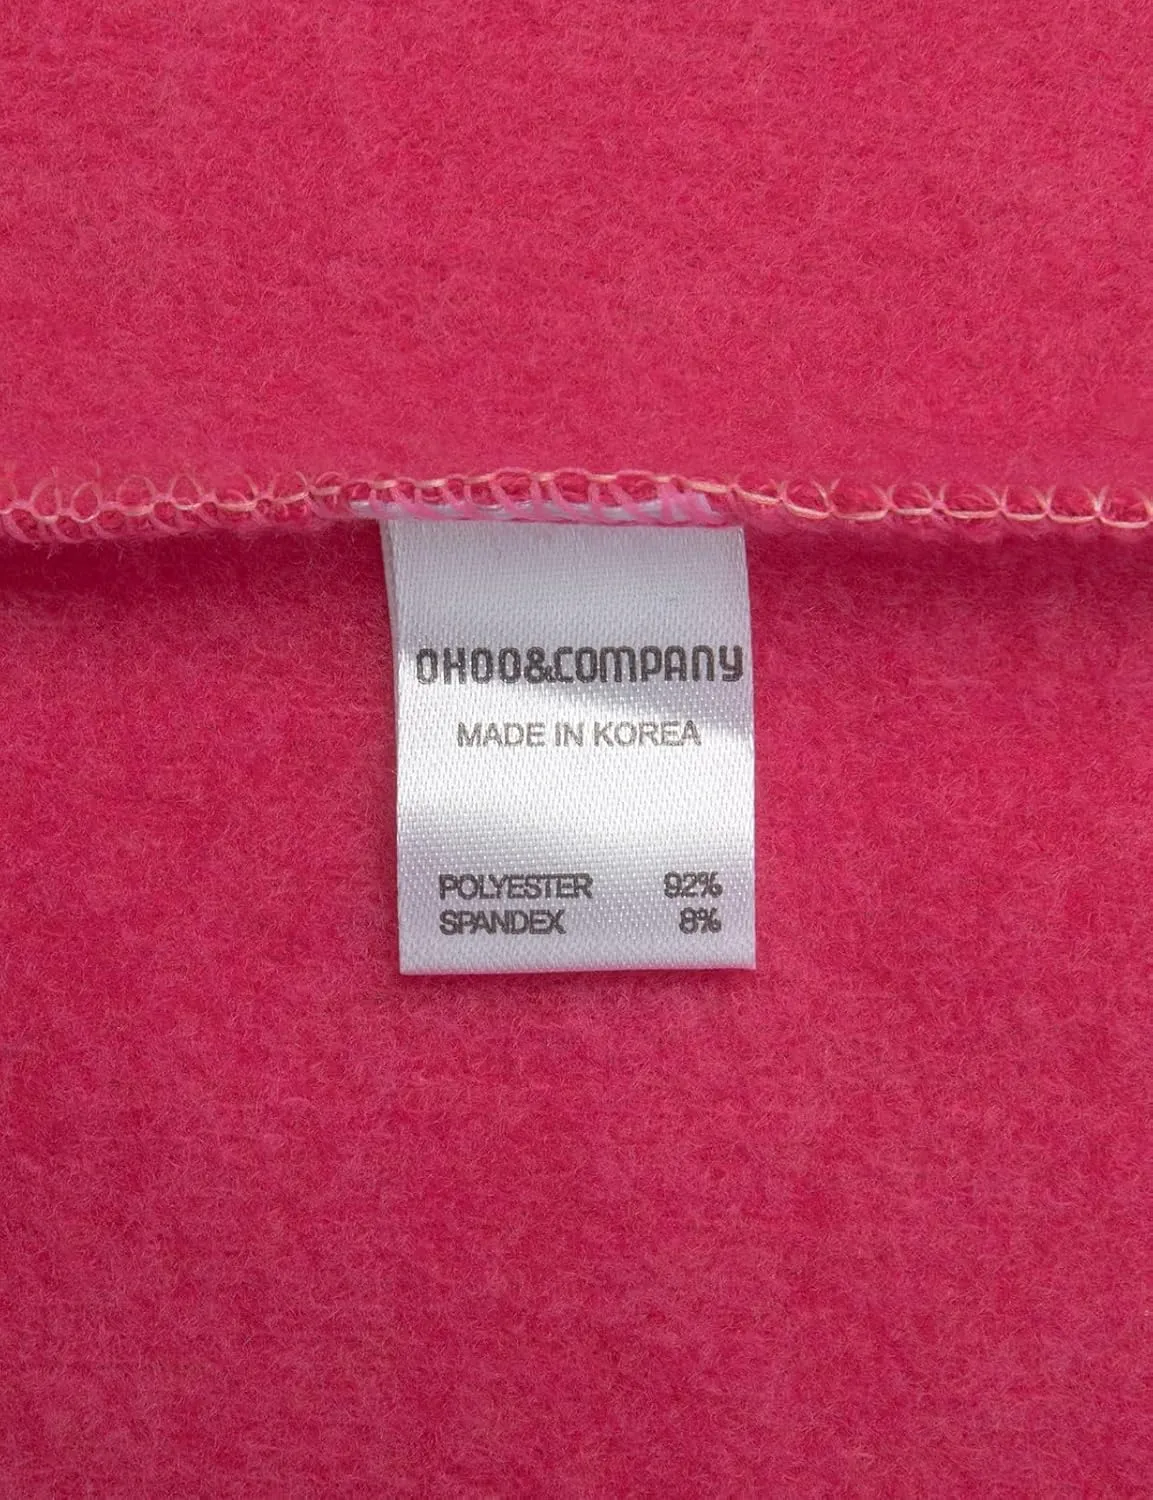 OHOO&COMPANY
MADE IN KOREA
POLYESTER 92%
SPANDEX 8%